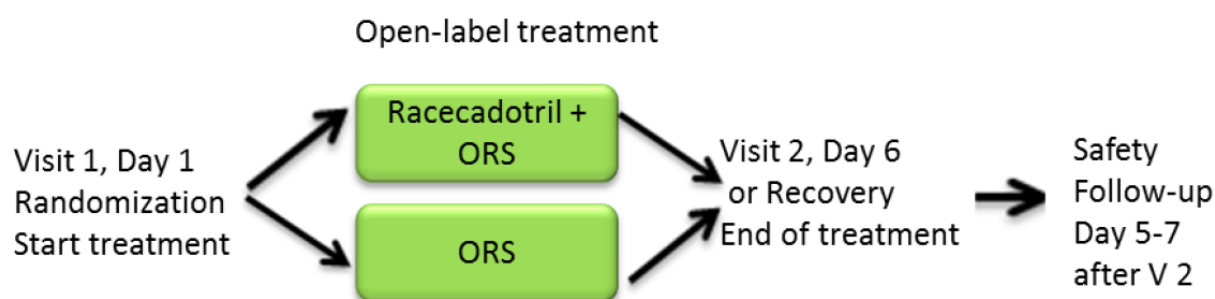 Open-label treatment
Racecadotril +
ORS
Visit 1, Day 1
Randomization
Start treatment
ORS
Visit 2, Day 6
or Recovery
End of treatment
Safety
Follow-up
Day 5-7
after V 2